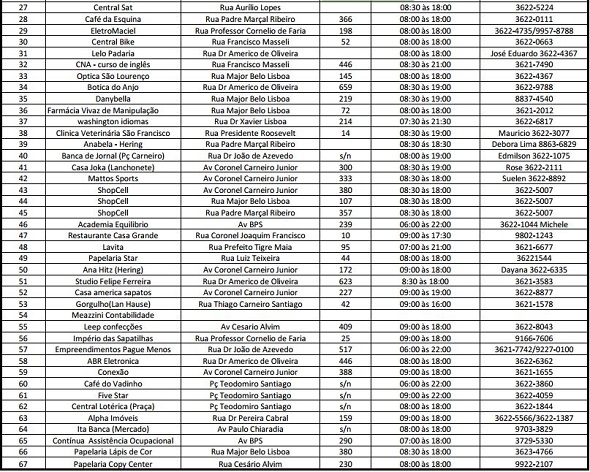 27 Central Sat Rua Aurílio Lopes 08:30 às 18:00 3622-5224
28 Café da Esquina Rua Padre Marçal Ribeiro 366 08:00 às 18:00 3622-0111
29 EletroMaciel Rua Professor Cornelio de Faria 198 08:00 às 18:00 3622-4735/9957-8788
30 Central Bike Rua Francisco Masseli 52 08:00 às 18:00 3622-0663
31 Lelo Padaria Rua Dr Americo de Oliveira 08:00 às 18:00 José Eduardo 3622-4367
32 CNA - curso de inglês Rua Francisco Masseli 446 08:30 às 21:00 3621-7490
33 Optica São Lourenço Rua Major Belo Lisboa 145 08:00 às 18:00 3622-4367
34 Botica do Anjo Rua Dr Americo de Oliveira 659 08:30 às 19:00 3622-9788
35 Danybella Rua Major Belo Lisboa 219 08:30 às 19:00 8837-4540
36 Farmácia Vivaz de Manipulação Rua Major Belo Lisboa 72 08:00 às 18:00 3621-2012
37 washington idiomas Rua Dr Xavier Lisboa 214 07:30 às 21:30 3622-6817
38 Clinica Veterinária São Francisco Rua Presidente Roosevelt 14 08:30 às 19:00 Mauricio 3622-3077
39 Anabela - Hering Rua Padre Marçal Ribeiro 08:30 às 18:30 Debora Lima 8863-6829
40 Banca de Jornal (Pç Carneiro) Rua Dr João de Azevedo s/n 08:00 às 19:00 Edmilson 3622-1075
41 Casa Joka (Lanchonete) Av Coronel Carneiro Junior 300 08:30 às 19:00 Rose 3622-2111
42 Mattos Sports Av Coronel Carneiro Junior 333 08:30 às 18:00 Suelen 3622-8892
43 ShopCell Av Coronel Carneiro Junior 380 08:30 às 18:00 3622-5007
44 ShopCell Rua Major Belo Lisboa 107 08:30 às 18:00 3622-5007
45 ShopCell Rua Padre Marçal Ribeiro 357 08:30 às 18:00 3622-5007
46 Academia Equilibrio Av BPS 239 06:00 às 22:00 3622-1044 Michele
47 Restaurante Casa Grande Rua Coronel Joaquim Francisco 10 09:00 às 17:30 9802-1243
48 Lavita Rua Prefeito Tigre Maia 95 07:00 às 21:00 3621-6677
49 Papelaria Star Rua Luiz Teixeira 44 08:00 às 18:00 36221544
50 Ana Hitz (Hering) Av Coronel Carneiro Junior 172 09:00 às 18:00 Dayana 3622-6335
51 Studio Felipe Ferreira Rua Dr Americo de Oliveira 623 8:30 às 18:00 3621-3583
52 Casa america sapatos Av Coronel Carneiro Junior 227 09:00 às 19:00 3622-8877
53 Gorgulho(Lan Hause) Rua Thiago Carneiro Santiago 42 09:00 às 16:00 3621-1578
54 Meazzini Contabilidade
55 Leep confecções Av Cesario Alvim 409 09:00 às 18:00 3622-8043
56 Império das Sapatilhas Rua Professor Cornelio de Faria 25 09:00 às 18:00 9166-7606
57 Empreendimentos Pague Menos Rua Dr João de Azevedo 517 06:00 às 22:00 3621-7742/9227-0100
58 ABR Eletronica Rua Dr Americo de Oliveira 446 08:00 às 18:00 3622-6362
59 Conexão Av Coronel Carneiro Junior 388 09:00 às 18:00 3621-1655
60 Café do Vadinho Pç Teodomiro Santiago s/n 06:00 às 22:00 3622-3860
61 Five Star Pç Teodomiro Santiago s/n 09:00 às 22:00 3622-4059
62 Central Lotérica (Praça) Pç Teodomiro Santiago s/n 08:00 às 18:00 3622-1844
63 Alpha Imóveis Rua Dr Pereira Cabral 159 09:00 às 18:00 3622-5566/3622-1387
64 Ita Banca (Mercado) Av Paulo Chiaradia s/n 08:00 às 18:00 9703-3829
65 Contínua Assistência Ocupacional Av BPS 290 07:00 às 18:00 3729-5330
66 Papelaria Lápis de Cor Rua Major Belo Lisboa 380 08:30 às 18:00 3623-4766
67 Papelaria Copy Center Rua Cesário Alvim 230 08:00 às 18:00 9922-2107